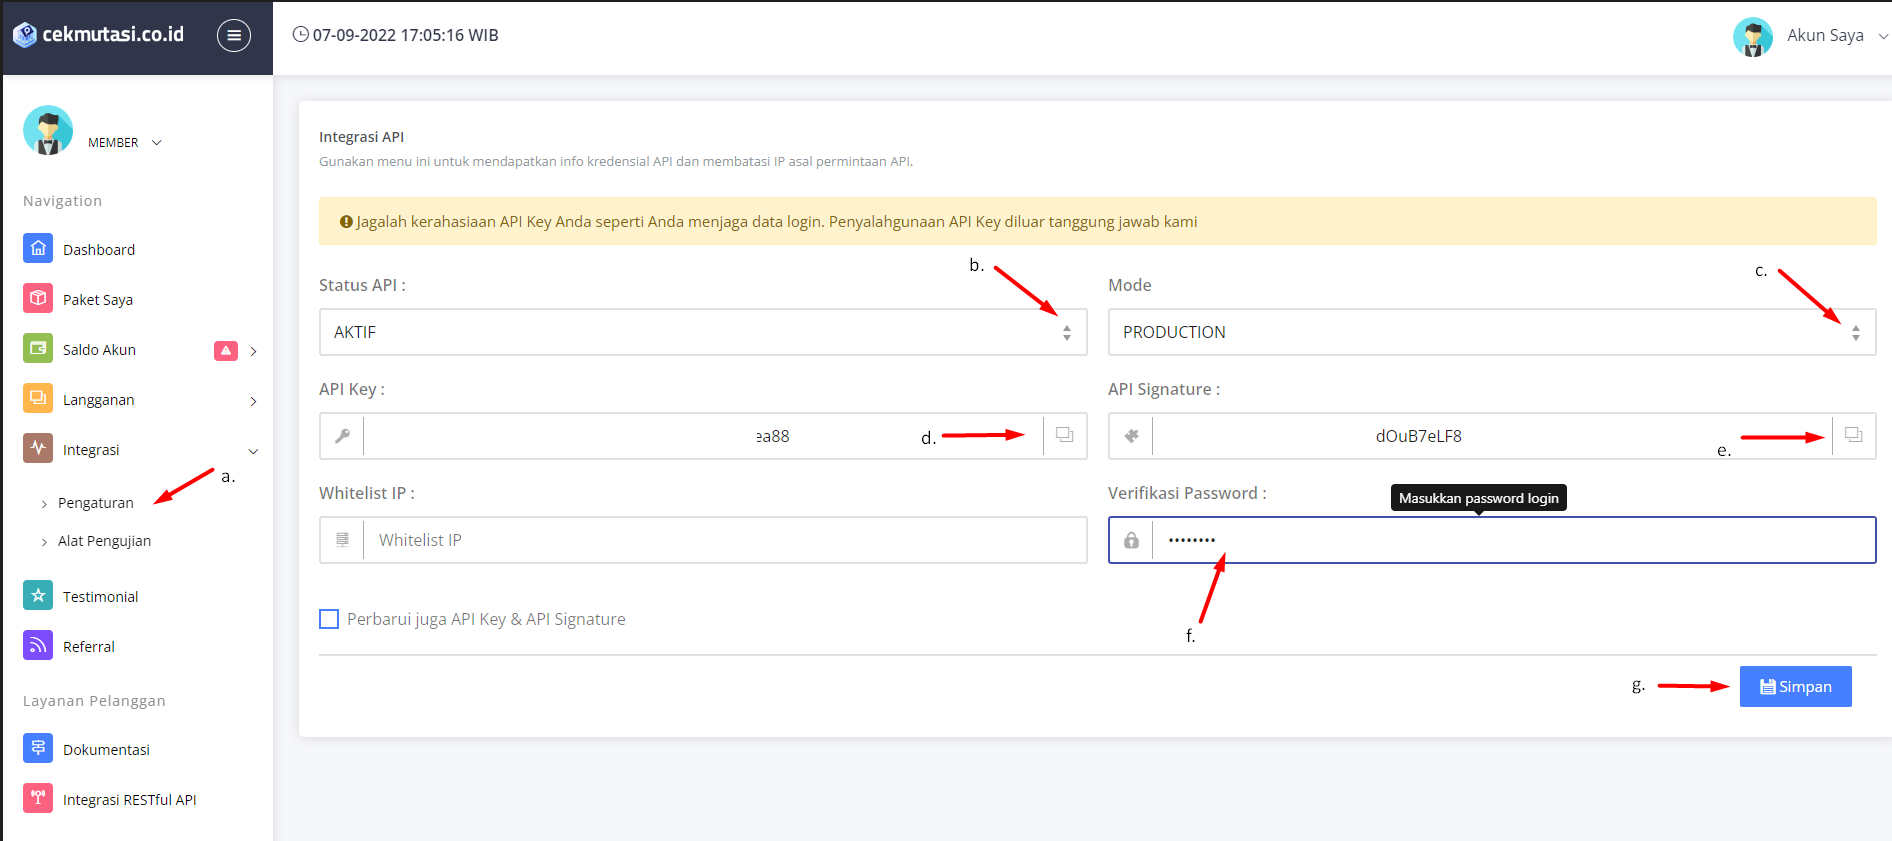 cekmutasi.co.id
07-09-2022 17:05:16 WIB
Akun Saya
MEMBER
Navigation
Dashboard
Paket Saya
Saldo Akun
Langganan
Integrasi
a.
Pengaturan
Alat Pengujian
Testimonial
Referral
Layanan Pelanggan
Dokumentasi
Integrasi RESTful API
Integrasi API
Gunakan menu ini untuk mendapatkan info kredensial API dan membatasi IP asal permintaan API.
Jagalah kerahasiaan API Key Anda seperti Anda menjaga data login. Penyalahgunaan API Key diluar tanggung jawab kami
b.
c.
Status API :
Mode
AKTIF
PRODUCTION
API Key :
API Signature :
ea88
d.
dOuB7eLF8
e.
Whitelist IP :
Verifikasi Password :
Masukkan password login
Whitelist IP
••••••••
f.
Perbarui juga API Key & API Signature
g.
Simpan